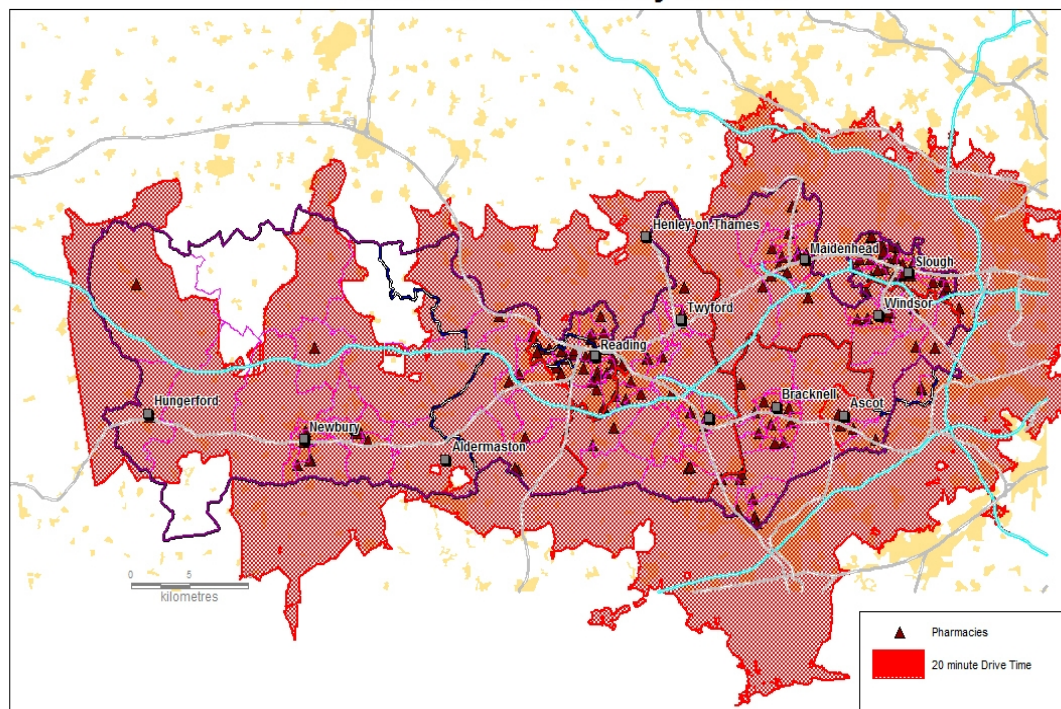 Henley-on-Thames
Maidenhead
Slough
Windsor
Twyford
Reading
Hungerford
Newbury
Bracknell
Ascot
Aldermaston
0 5
kilometres
Pharmacies
20 minute Drive Time